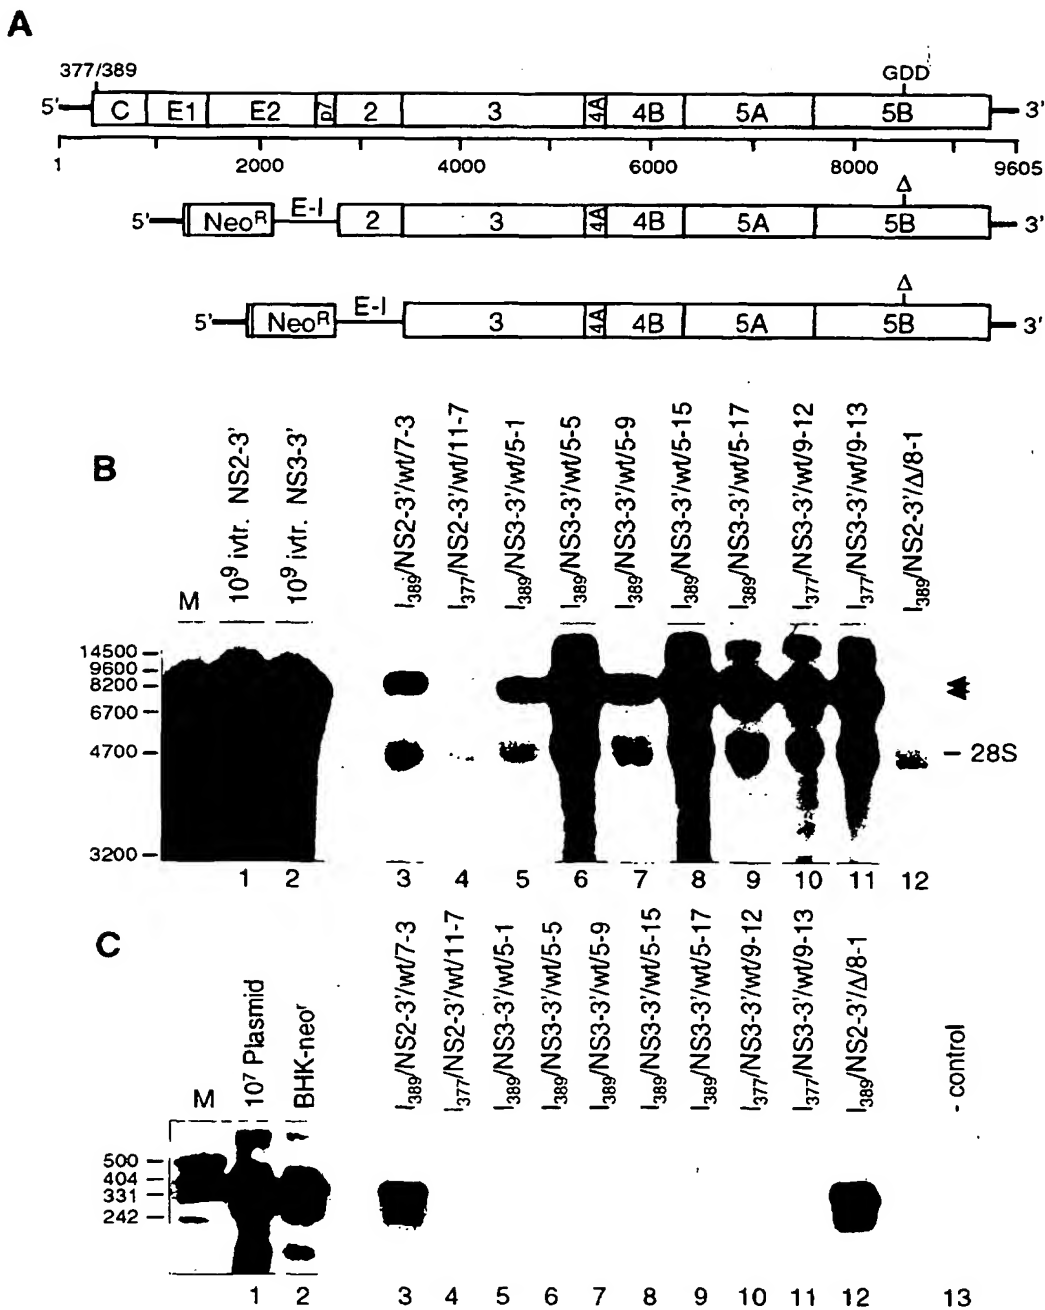 A
377/389 GDD
5' C E1 E2 p7 2 3 4A 4B 5A 5B 3'
1 2000 4000 6000 8000 9605
Δ
5' Neoᴿ E-I 2 3 4A 4B 5A 5B 3'
Δ
5' Neoᴿ E-I 3 4A 4B 5A 5B 3'
B
M
10⁹ ivtr. NS2-3'
10⁹ ivtr. NS3-3'
I₃₈₉/NS2-3'/wt/7-3
I₃₇₇/NS2-3'/wt/11-7
I₃₈₉/NS3-3'/wt/5-1
I₃₈₉/NS3-3'/wt/5-5
I₃₈₉/NS3-3'/wt/5-9
I₃₈₉/NS3-3'/wt/5-15
I₃₈₉/NS3-3'/wt/5-17
I₃₇₇/NS3-3'/wt/9-12
I₃₇₇/NS3-3'/wt/9-13
I₃₈₉/NS2-3'/Δ/8-1
14500
9600
8200
6700
4700
28S
3200
1 2 3 4 5 6 7 8 9 10 11 12
C
M
10⁷ Plasmid
BHK-neoʳ
I₃₈₉/NS2-3'/wt/7-3
I₃₇₇/NS2-3'/wt/11-7
I₃₈₉/NS3-3'/wt/5-1
I₃₈₉/NS3-3'/wt/5-5
I₃₈₉/NS3-3'/wt/5-9
I₃₈₉/NS3-3'/wt/5-15
I₃₈₉/NS3-3'/wt/5-17
I₃₇₇/NS3-3'/wt/9-12
I₃₇₇/NS3-3'/wt/9-13
I₃₈₉/NS2-3'/Δ/8-1
- control
500
404
331
242
1 2 3 4 5 6 7 8 9 10 11 12 13